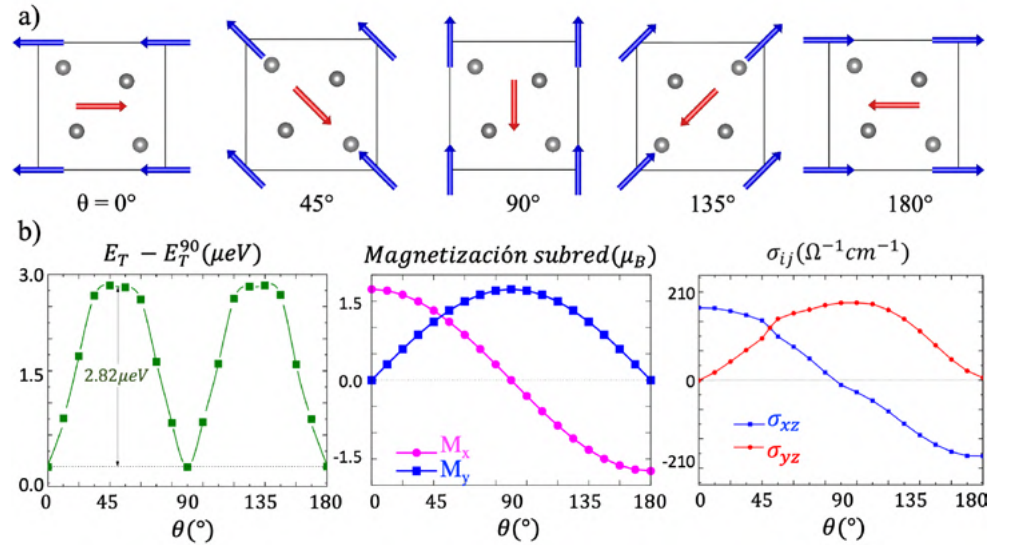 a)
θ = 0° 45° 90° 135° 180°
b)
E_T − E_T^90 (μeV)
3.0
1.5
0.0
2.82μeV
0 45 90 135 180
θ(°)
Magnetización subred(μ_B)
1.5
0.0
-1.5
M_x
M_y
0 45 90 135 180
θ(°)
σ_ij(Ω⁻¹cm⁻¹)
210
0
-210
σ_xz
σ_yz
0 45 90 135 180
θ(°)